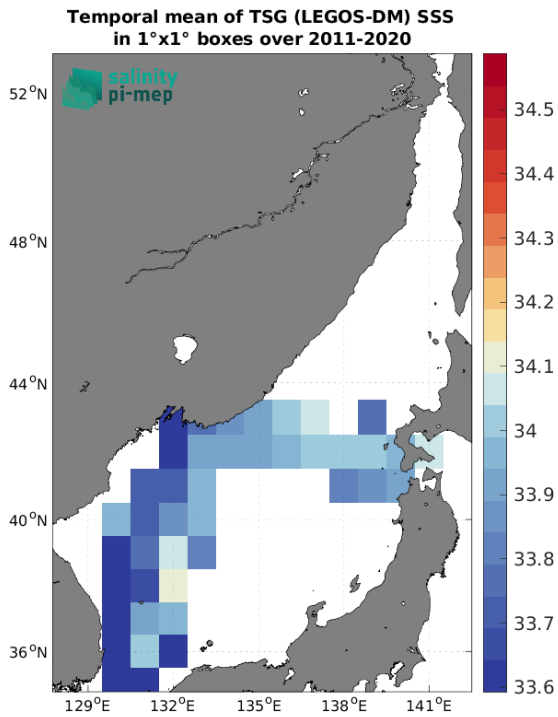 Temporal mean of TSG (LEGOS-DM) SSS
in 1°x1° boxes over 2011-2020
salinity
pi-mep
52°N
48°N
44°N
40°N
36°N
129°E
132°E
135°E
138°E
141°E
34.5
34.4
34.3
34.2
34.1
34
33.9
33.8
33.7
33.6